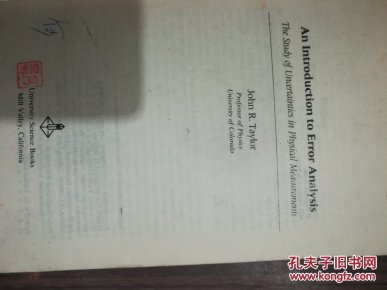 An Introduction to Error Analysis
The Study of Uncertainties in Physical Measurements
John R. Taylor
Professor of Physics
University of Colorado
University Science Books
Mill Valley, California
孔夫子旧书网